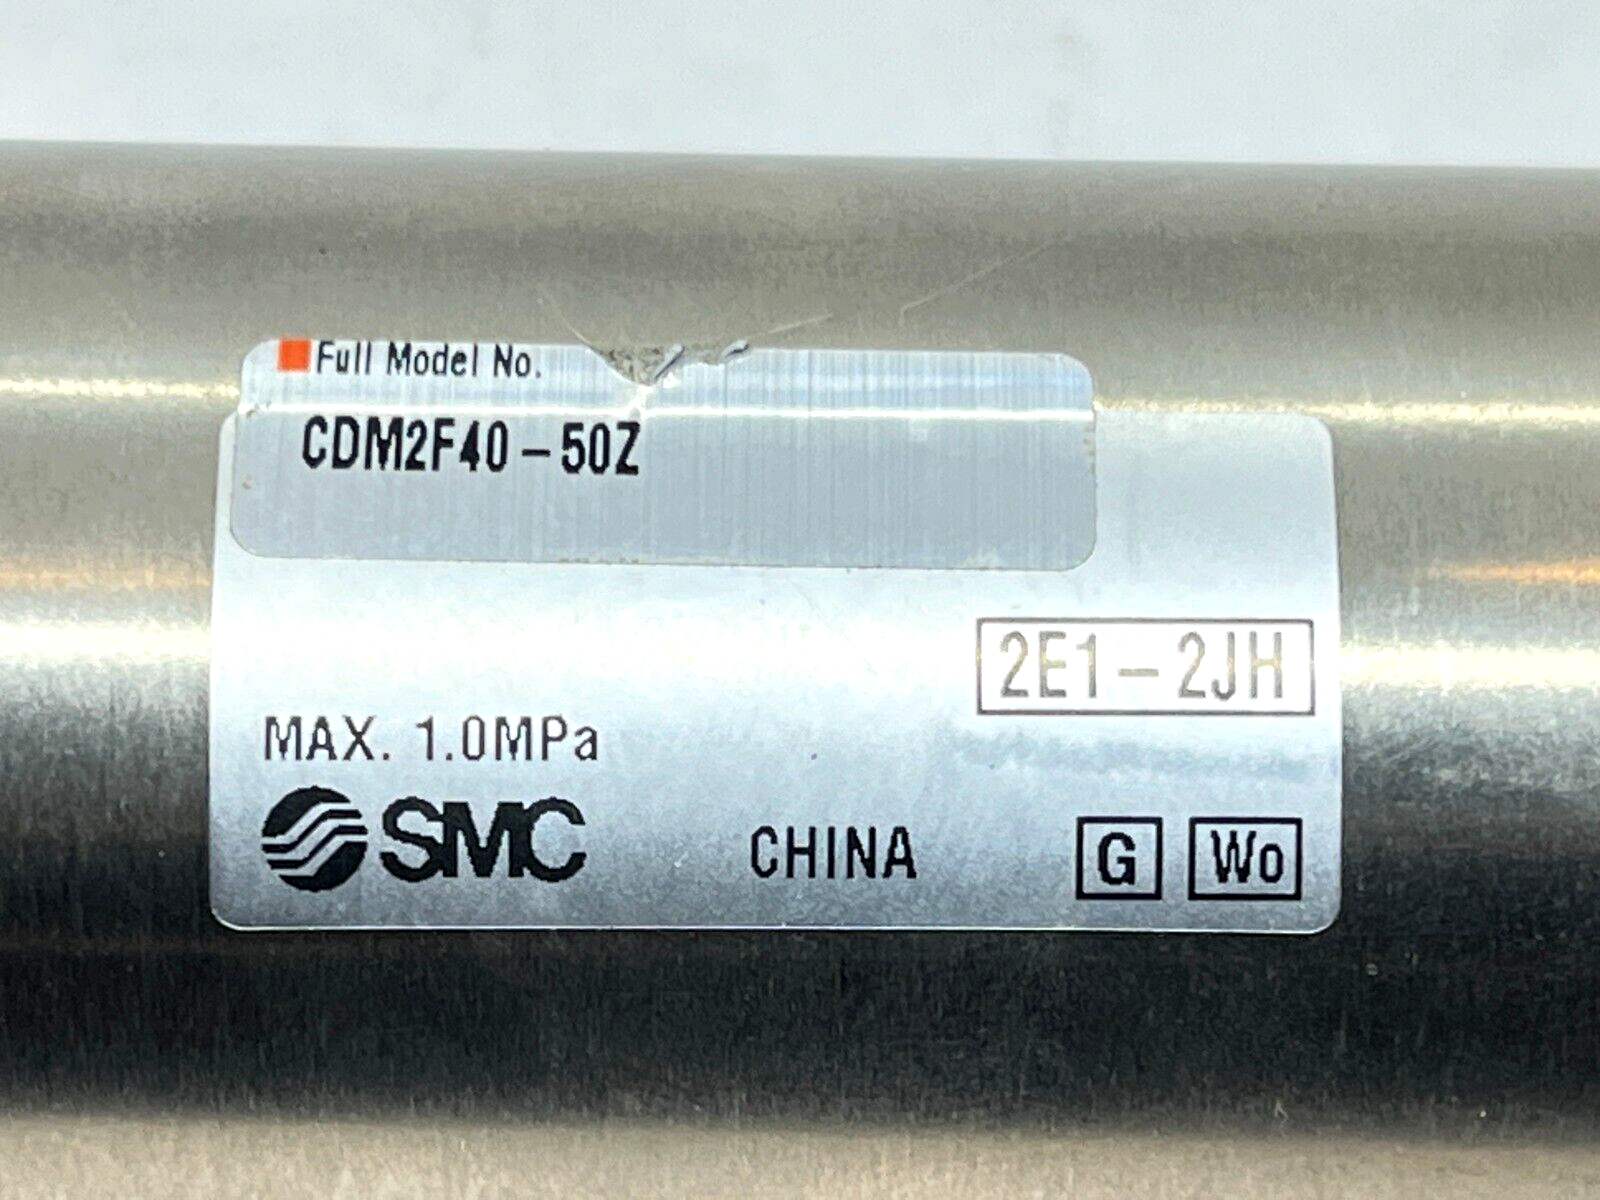 Full Model No.
CDM2F40-50Z
2E1-2JH
MAX. 1.0MPa
SMC CHINA G Wo